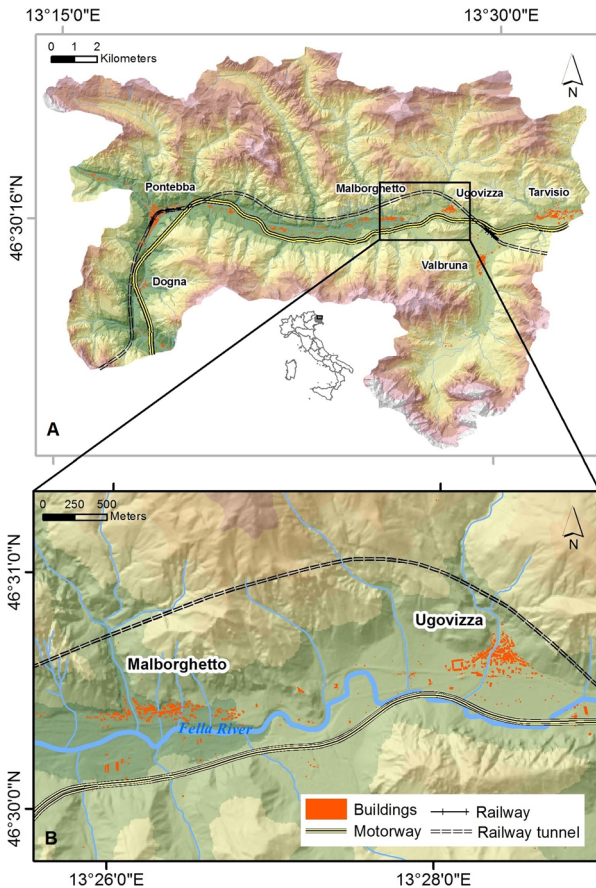 13°15'0"E
13°30'0"E
0 1 2
Kilometers
N
46°30'16"N
Pontebba
Malborghetto
Ugovizza
Tarvisio
Valbruna
Dogna
A
0 250 500
Meters
N
46°31'0"N
Ugovizza
Malborghetto
Fella River
46°30'0"N
B
Buildings
Railway
Motorway
Railway tunnel
13°26'0"E
13°28'0"E